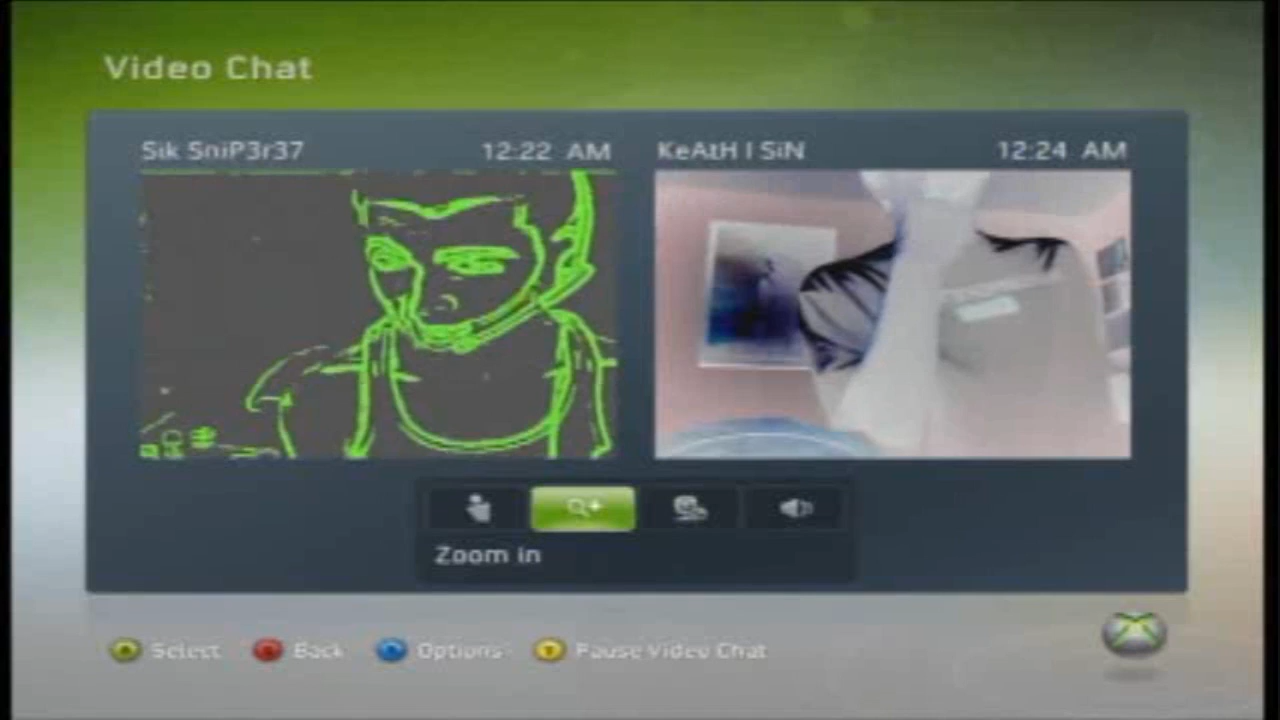 Video Chat
Sik SniP3r37 12:22 AM KeAtH I SiN 12:24 AM
Zoom in
Select Back Options Pause Video Chat